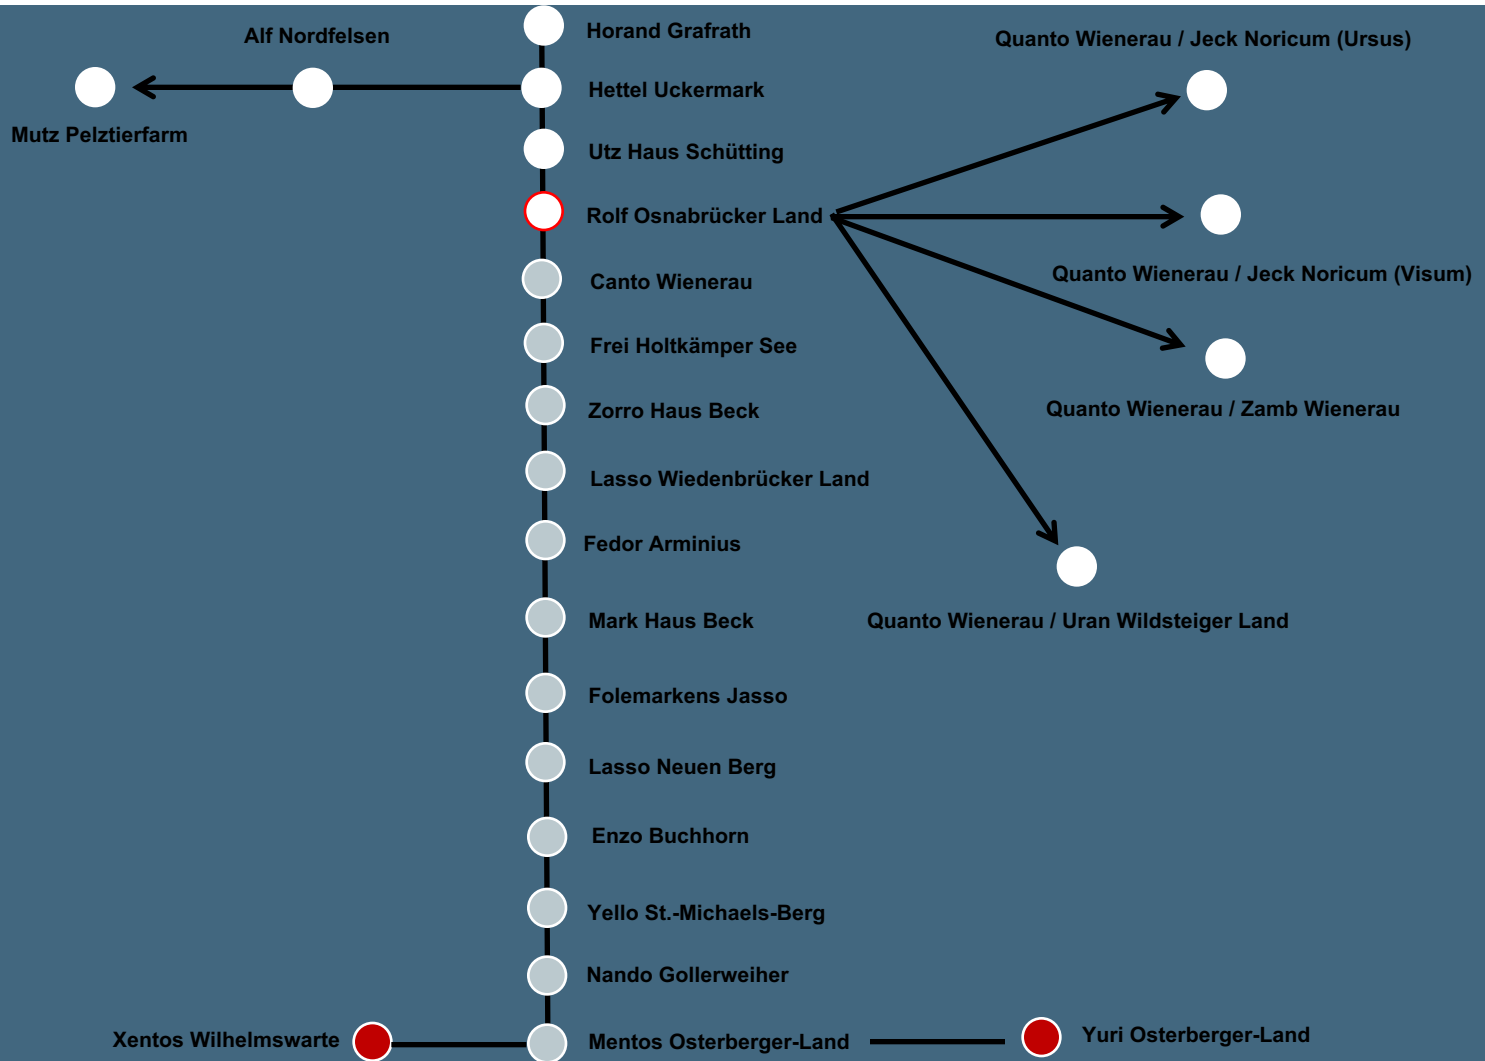 Horand Grafrath
Alf Nordfelsen
Quanto Wienerau / Jeck Noricum (Ursus)
Hettel Uckermark
Mutz Pelztierfarm
Utz Haus Schütting
Rolf Osnabrücker Land
Quanto Wienerau / Jeck Noricum (Visum)
Canto Wienerau
Frei Holtkämper See
Quanto Wienerau / Zamb Wienerau
Zorro Haus Beck
Lasso Wiedenbrücker Land
Fedor Arminius
Mark Haus Beck
Quanto Wienerau / Uran Wildsteiger Land
Folemarkens Jasso
Lasso Neuen Berg
Enzo Buchhorn
Yello St.-Michaels-Berg
Nando Gollerweiher
Xentos Wilhelmswarte
Mentos Osterberger-Land
Yuri Osterberger-Land